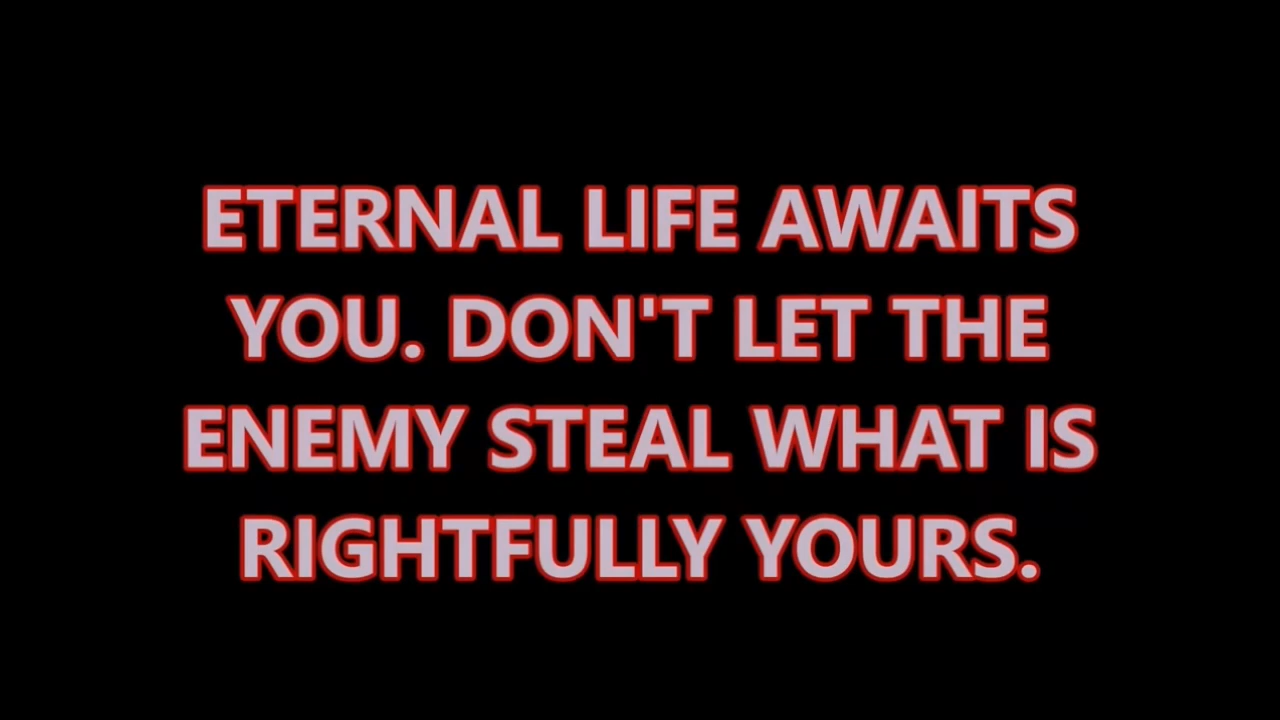 ETERNAL LIFE AWAITS
YOU. DON'T LET THE
ENEMY STEAL WHAT IS
RIGHTFULLY YOURS.